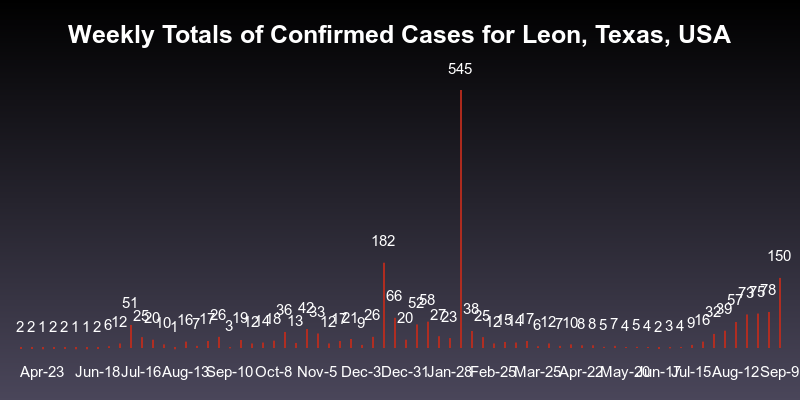 Weekly Totals of Confirmed Cases for Leon, Texas, USA
545
182
150
2 2 1 2 2 1 1 2 6 12 51 25 20 10 1 16 7 17 26 3 19 12 14 18 36 13 42 33 12 17 21 9 26 66 20 52 58 27 23 38 25 12 15 14 17 6 12 7 10 8 8 5 7 4 5 4 2 3 4 9 16 32 39 57 73 75 78
Apr-23 Jun-18 Jul-16 Aug-13 Sep-10 Oct-8 Nov-5 Dec-3 Dec-31 Jan-28 Feb-25 Mar-25 Apr-22 May-20 Jun-17 Jul-15 Aug-12 Sep-9